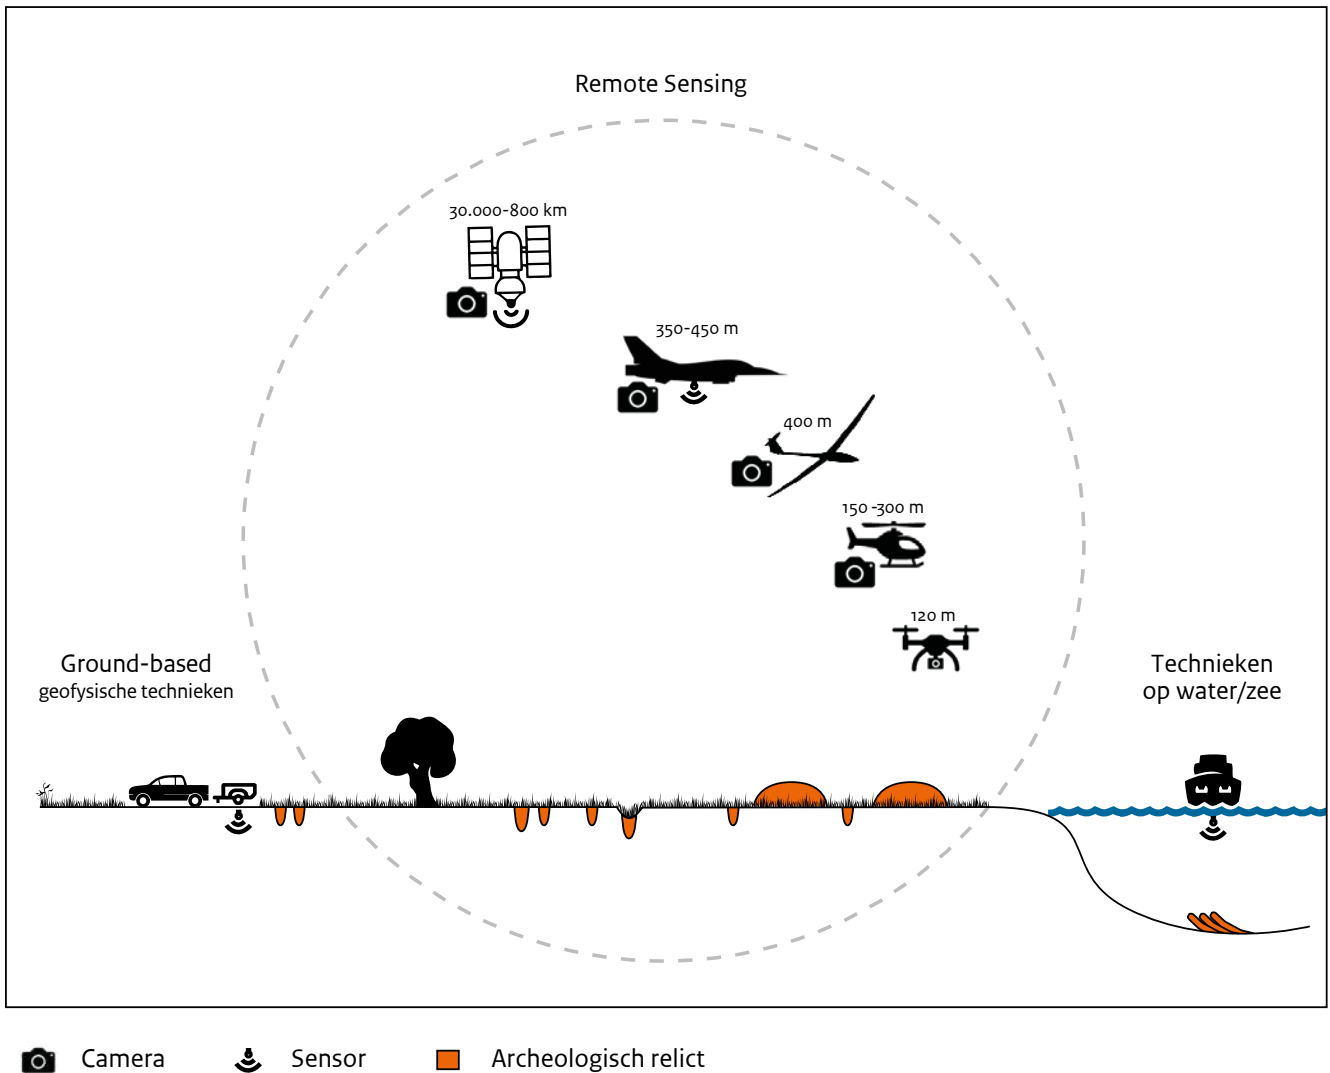 Remote Sensing
30.000-800 km
350-450 m
400 m
150 -300 m
120 m
Ground-based
geofysische technieken
Technieken
op water/zee
Camera
Sensor
Archeologisch relict